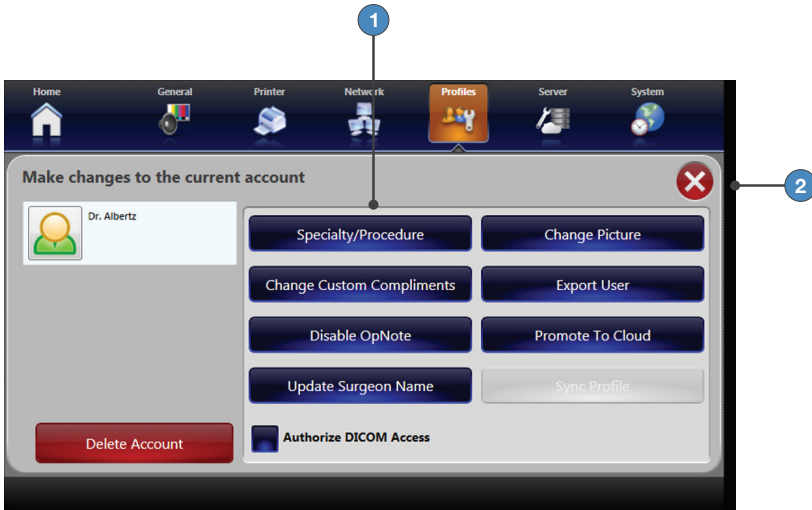 1
Home General Printer Network Profiles Server System
Make changes to the current account
2
Dr. Albertz
Specialty/Procedure Change Picture
Change Custom Compliments Export User
Disable OpNote Promote To Cloud
Update Surgeon Name Sync Profile
Authorize DICOM Access
Delete Account